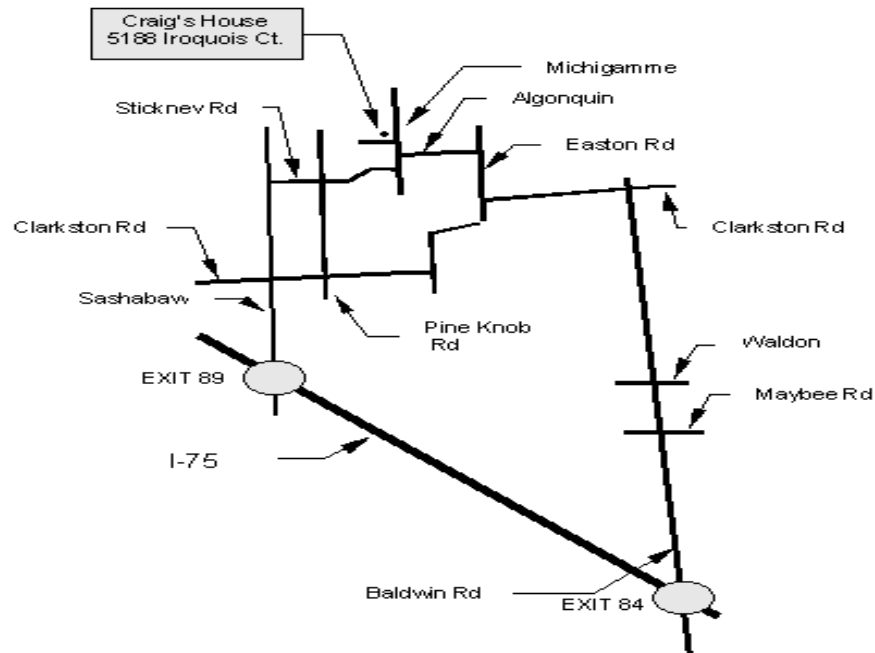 Craig's House
5188 Iroquois Ct.
Michigamme
Algonquin
Sticknev Rd
Easton Rd
Clarkston Rd
Clarkston Rd
Sashabaw
Pine Knob
Rd
Waldon
EXIT 89
Maybee Rd
I-75
Baldwin Rd
EXIT 84